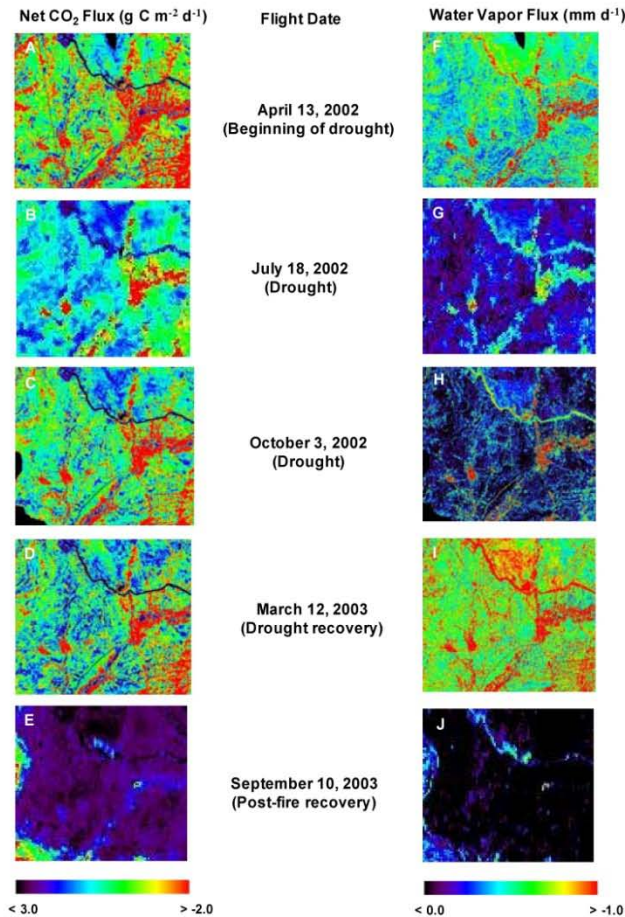 Net CO2 Flux (g C m-2 d-1) Flight Date Water Vapor Flux (mm d-1)
A
F
April 13, 2002
(Beginning of drought)
B
G
July 18, 2002
(Drought)
C
H
October 3, 2002
(Drought)
D
I
March 12, 2003
(Drought recovery)
E
J
September 10, 2003
(Post-fire recovery)
< 3.0 > -2.0 < 0.0 > -1.0